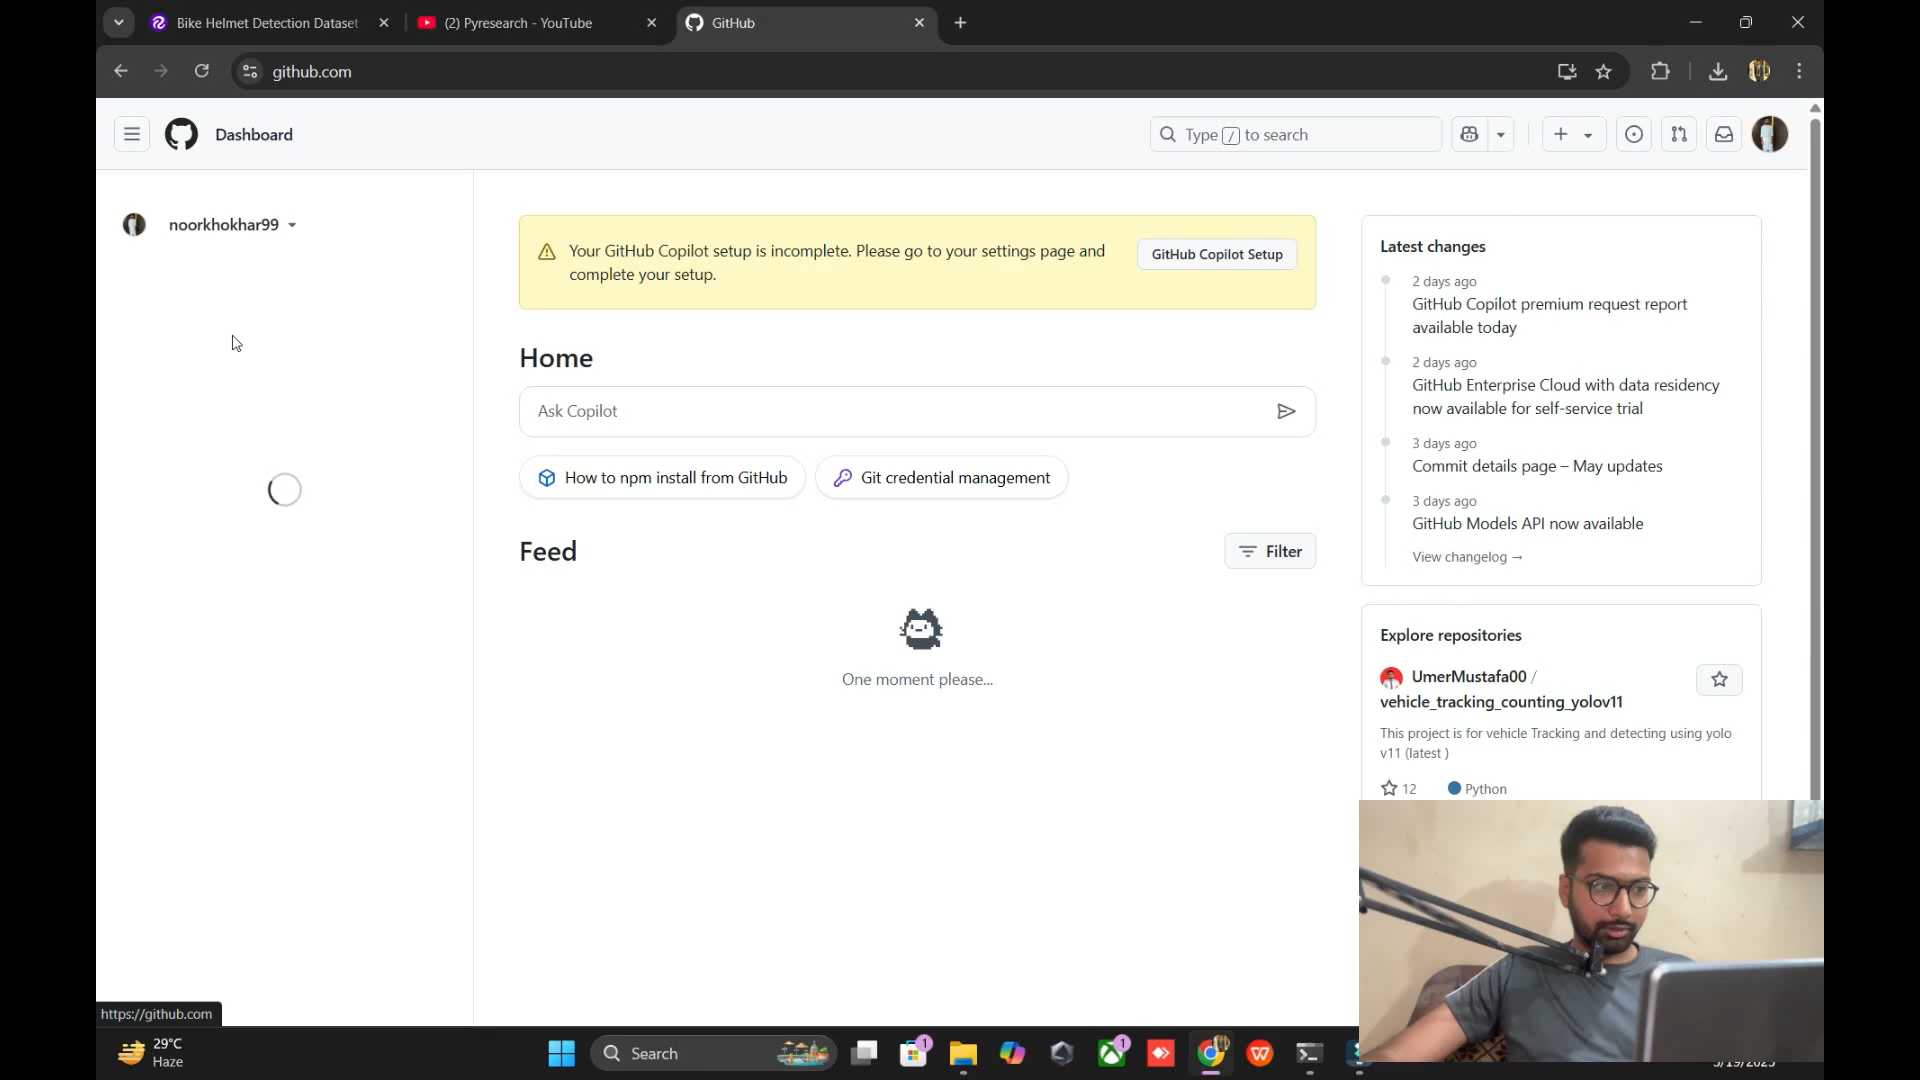 Bike Helmet Detection Dataset
(2) Pyresearch - YouTube
GitHub
github.com
Dashboard
Type / to search
noorkhokhar99
Your GitHub Copilot setup is incomplete. Please go to your settings page and
complete your setup.
GitHub Copilot Setup
Home
Ask Copilot
How to npm install from GitHub
Git credential management
Feed
Filter
One moment please...
Latest changes
2 days ago
GitHub Copilot premium request report
available today
2 days ago
GitHub Enterprise Cloud with data residency
now available for self-service trial
3 days ago
Commit details page – May updates
3 days ago
GitHub Models API now available
View changelog →
Explore repositories
UmerMustafa00 /
vehicle_tracking_counting_yolov11
This project is for vehicle Tracking and detecting using yolo
v11 (latest )
12
Python
https://github.com
29°C
Haze
Search
1
1